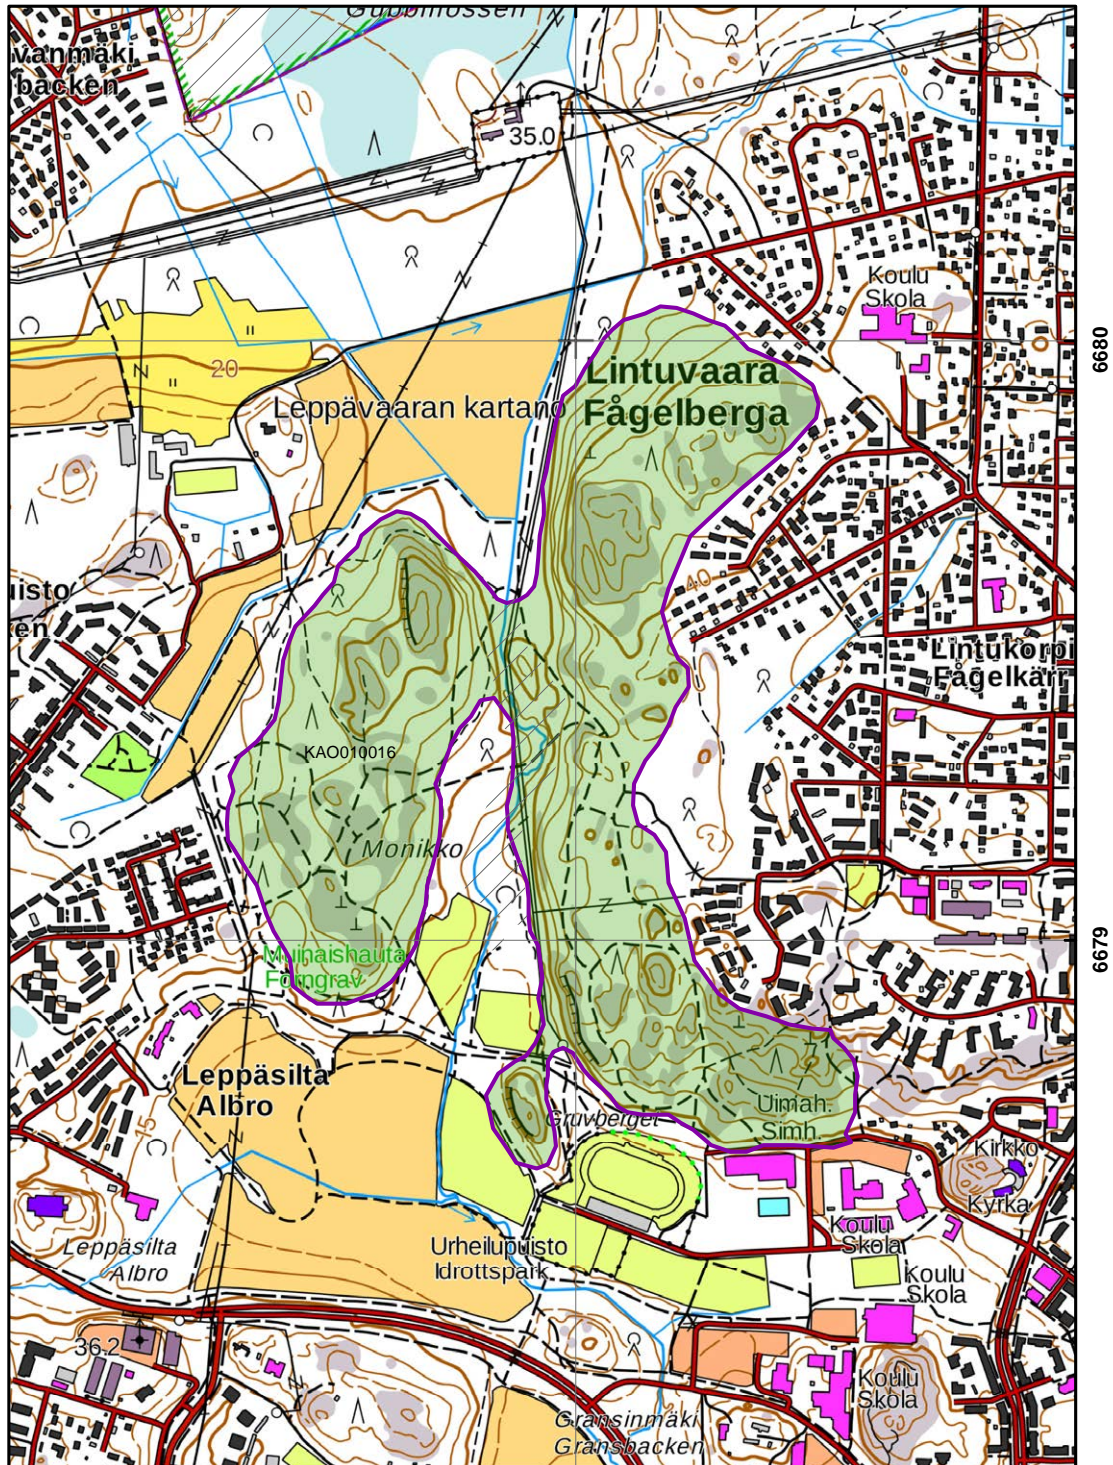 Gubbmossen
vanmäki
backen
35.0
Koulu
Skola
6680
20
Lintuvaara
Fågelberga
Leppävaaran kartano
40
uisto
en
Lintukorpi
Fågelkärr
KAO010016
Monikko
6679
Muinaishauta
Forngrav
Leppäsilta
Albro
15
Uimah.
Simh.
Gruvberget
Kirkko
Kyrka
Koulu
Skola
Leppäsilta
Albro
Urheilupuisto
Idrottspark
Koulu
Skola
36.2
Koulu
Skola
Gransinmäki
Gransbacken